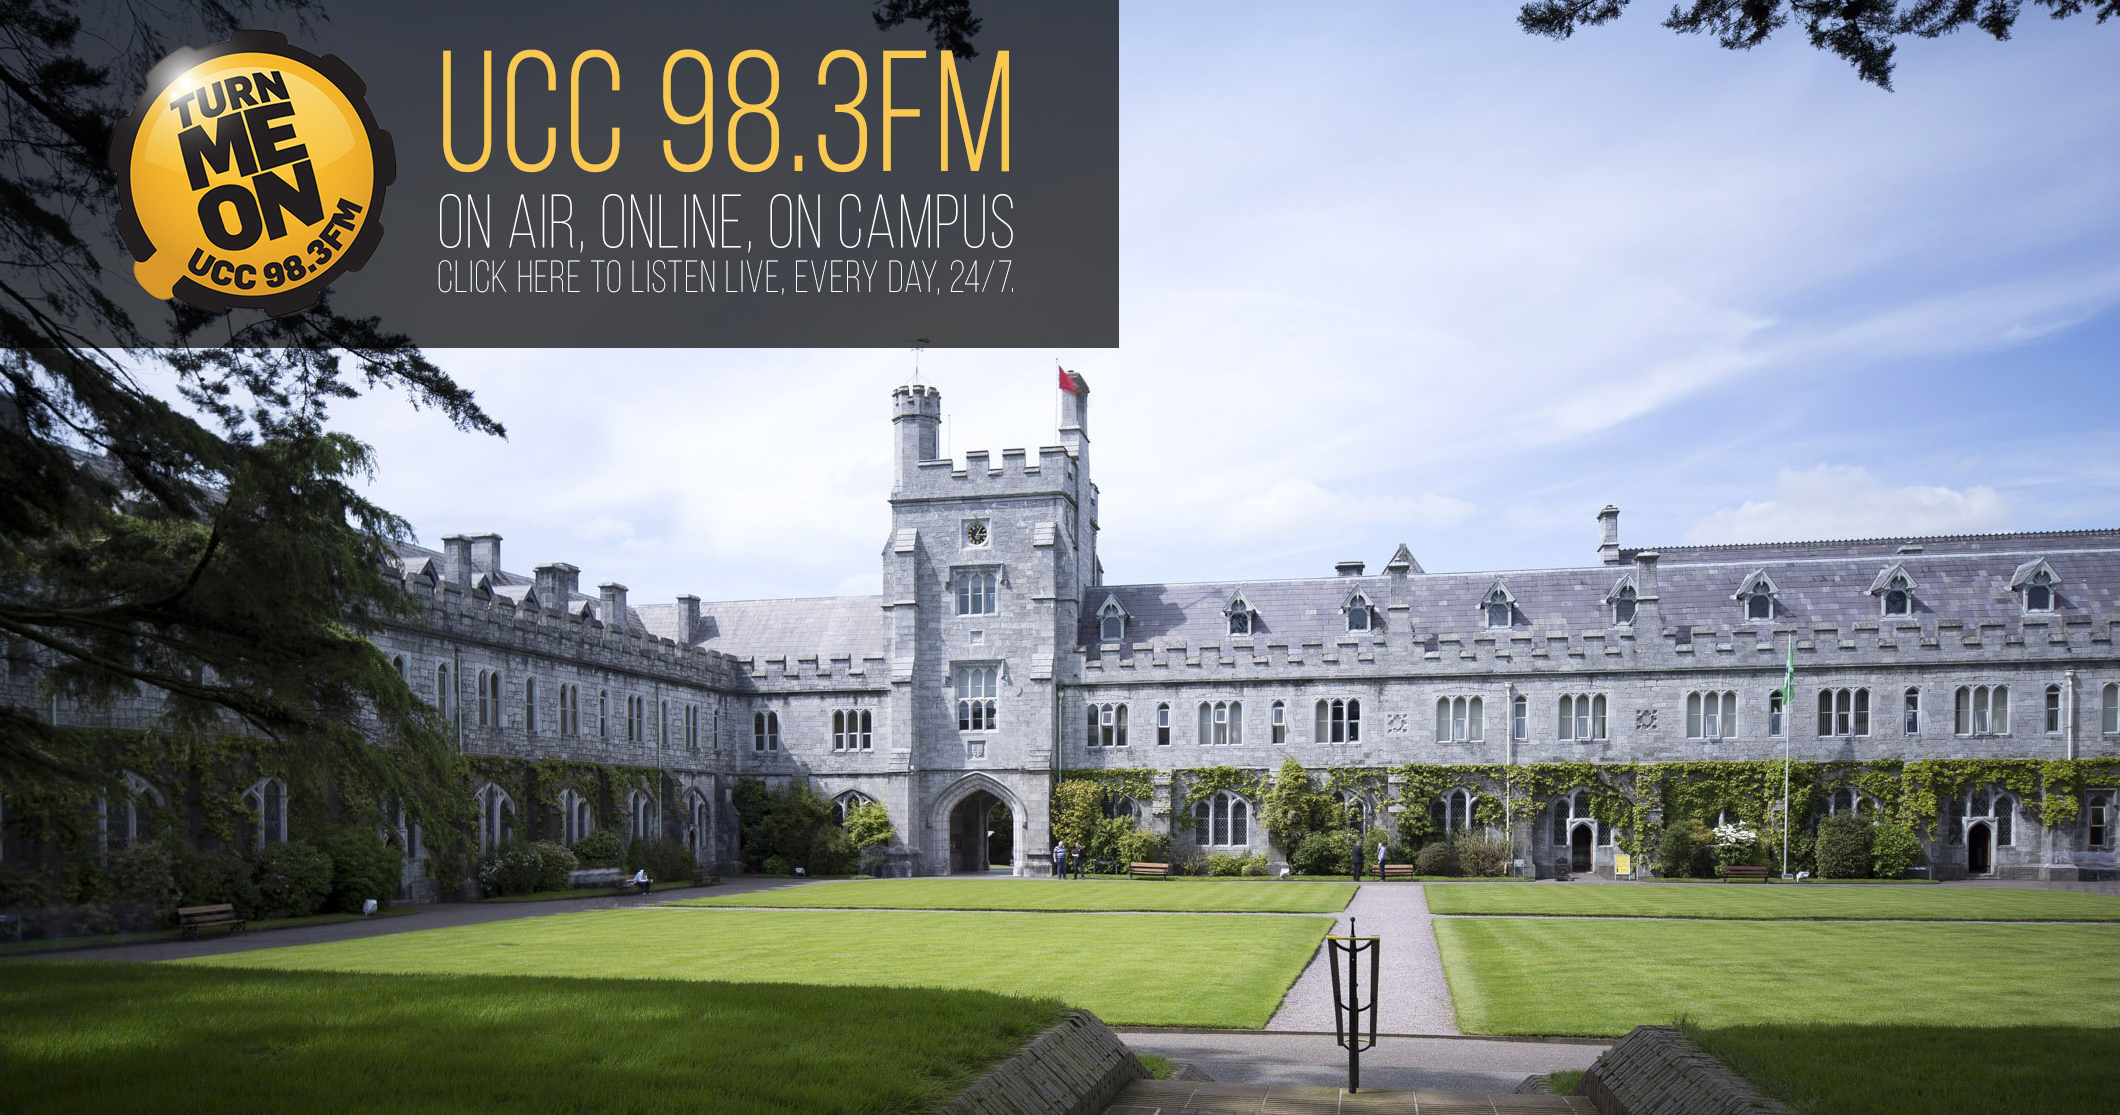 TURN
ME
ON
UCC 98.3FM
UCC 98.3FM
ON AIR, ONLINE, ON CAMPUS
CLICK HERE TO LISTEN LIVE, EVERY DAY, 24/7.